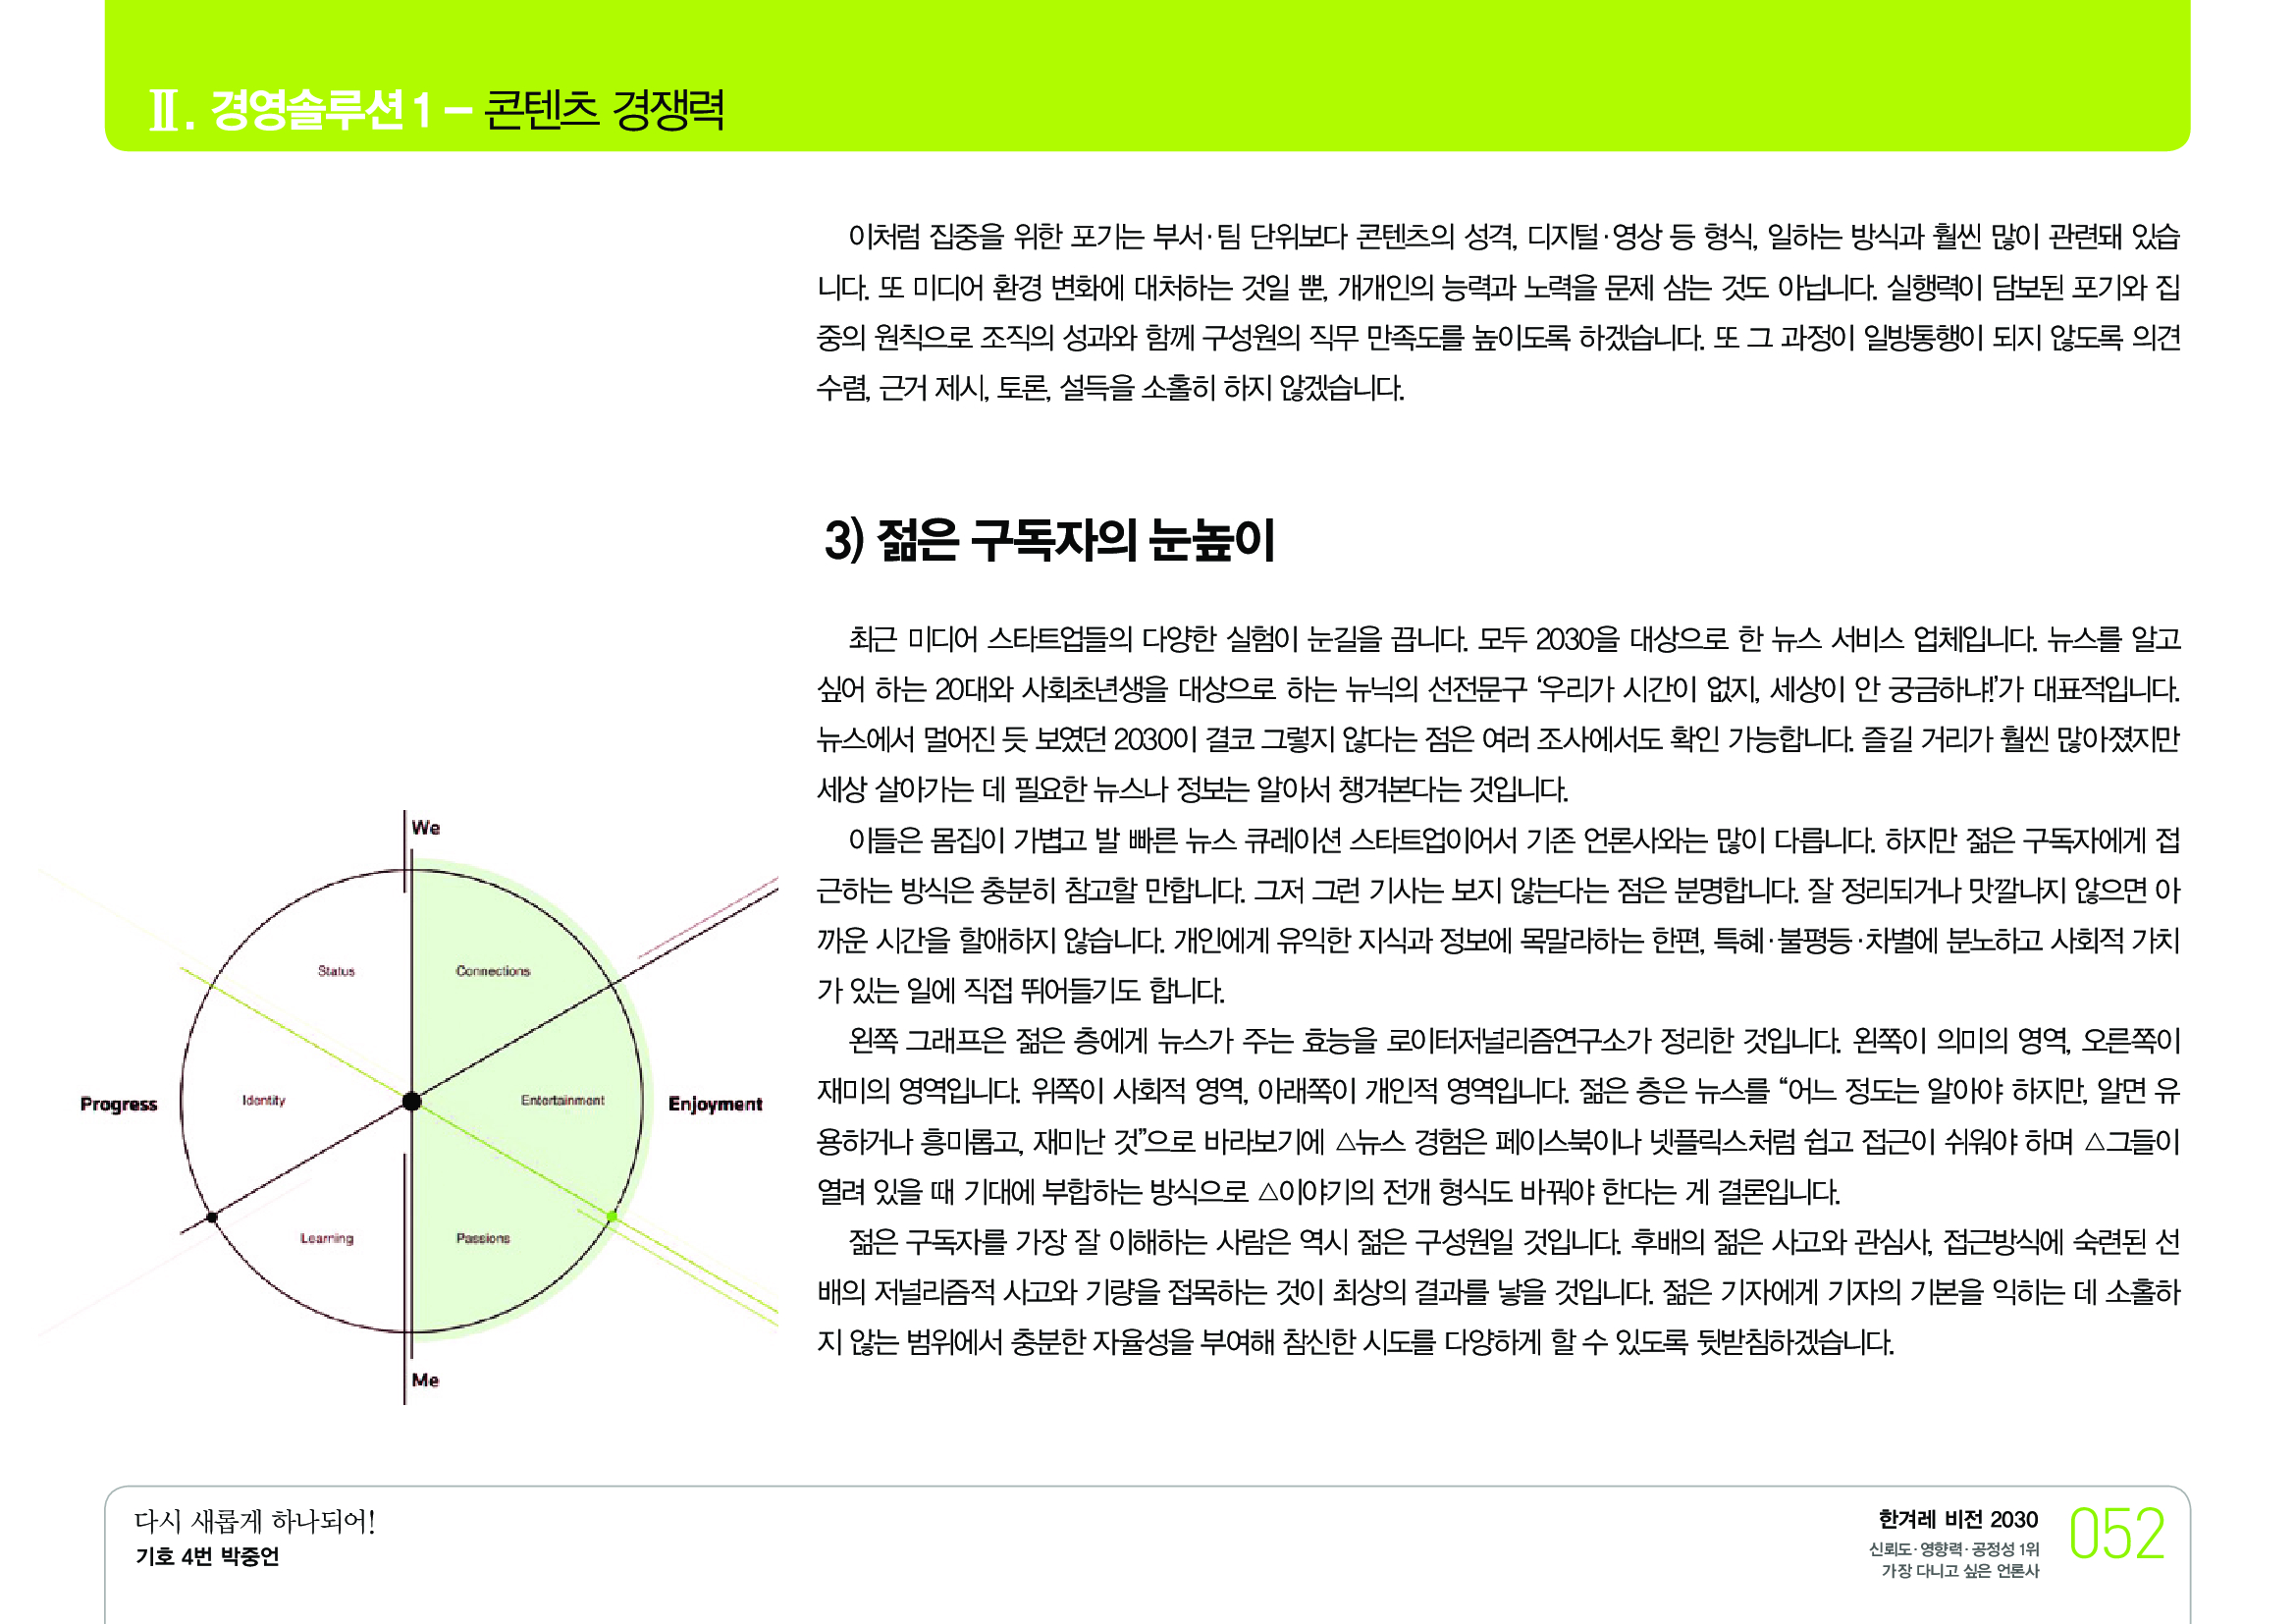 Ⅱ. 경영솔루션1 – 콘텐츠 경쟁력
이처럼 집중을 위한 포기는 부서·팀 단위보다 콘텐츠의 성격, 디지털·영상 등 형식, 일하는 방식과 훨씬 많이 관련돼 있습
니다. 또 미디어 환경 변화에 대처하는 것일 뿐, 개개인의 능력과 노력을 문제 삼는 것도 아닙니다. 실행력이 담보된 포기와 집
중의 원칙으로 조직의 성과와 함께 구성원의 직무 만족도를 높이도록 하겠습니다. 또 그 과정이 일방통행이 되지 않도록 의견
수렴, 근거 제시, 토론, 설득을 소홀히 하지 않겠습니다.
3) 젊은 구독자의 눈높이
최근 미디어 스타트업들의 다양한 실험이 눈길을 끕니다. 모두 2030을 대상으로 한 뉴스 서비스 업체입니다. 뉴스를 알고
싶어 하는 20대와 사회초년생을 대상으로 하는 뉴닉의 선전문구 ‘우리가 시간이 없지, 세상이 안 궁금하냐!’가 대표적입니다.
뉴스에서 멀어진 듯 보였던 2030이 결코 그렇지 않다는 점은 여러 조사에서도 확인 가능합니다. 즐길 거리가 훨씬 많아졌지만
세상 살아가는 데 필요한 뉴스나 정보는 알아서 챙겨본다는 것입니다.
이들은 몸집이 가볍고 발 빠른 뉴스 큐레이션 스타트업이어서 기존 언론사와는 많이 다릅니다. 하지만 젊은 구독자에게 접
근하는 방식은 충분히 참고할 만합니다. 그저 그런 기사는 보지 않는다는 점은 분명합니다. 잘 정리되거나 맛깔나지 않으면 아
까운 시간을 할애하지 않습니다. 개인에게 유익한 지식과 정보에 목말라하는 한편, 특혜·불평등·차별에 분노하고 사회적 가치
가 있는 일에 직접 뛰어들기도 합니다.
왼쪽 그래프은 젊은 층에게 뉴스가 주는 효능을 로이터저널리즘연구소가 정리한 것입니다. 왼쪽이 의미의 영역, 오른쪽이
재미의 영역입니다. 위쪽이 사회적 영역, 아래쪽이 개인적 영역입니다. 젊은 층은 뉴스를 “어느 정도는 알아야 하지만, 알면 유
용하거나 흥미롭고, 재미난 것”으로 바라보기에 △뉴스 경험은 페이스북이나 넷플릭스처럼 쉽고 접근이 쉬워야 하며 △그들이
열려 있을 때 기대에 부합하는 방식으로 △이야기의 전개 형식도 바꿔야 한다는 게 결론입니다.
젊은 구독자를 가장 잘 이해하는 사람은 역시 젊은 구성원일 것입니다. 후배의 젊은 사고와 관심사, 접근방식에 숙련된 선
배의 저널리즘적 사고와 기량을 접목하는 것이 최상의 결과를 낳을 것입니다. 젊은 기자에게 기자의 기본을 익히는 데 소홀하
지 않는 범위에서 충분한 자율성을 부여해 참신한 시도를 다양하게 할 수 있도록 뒷받침하겠습니다.
We
Status
Connections
Progress
Identity
Entertainment
Enjoyment
Learning
Passions
Me
다시 새롭게 하나되어!
기호 4번 박중언
한겨레 비전 2030
신뢰도·영향력·공정성 1위
가장 다니고 싶은 언론사
052